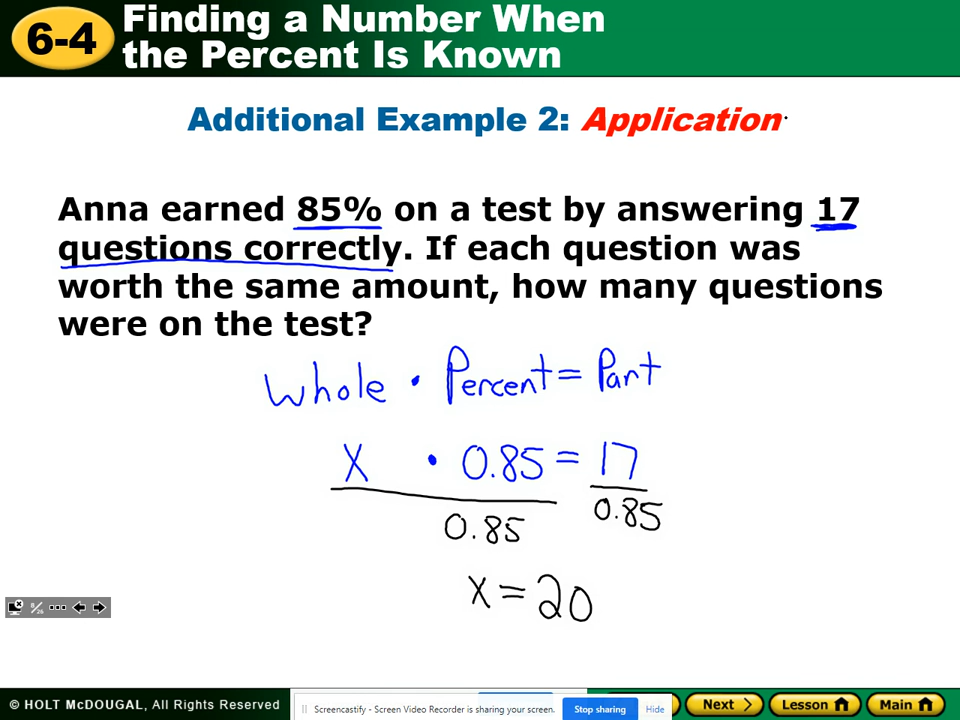 6-4
Finding a Number When
the Percent Is Known
Additional Example 2: Application
Anna earned 85% on a test by answering 17
questions correctly. If each question was
worth the same amount, how many questions
were on the test?
Whole · Percent = Part
x · 0.85 = 17
0.85 0.85
x = 20
© HOLT McDOUGAL, All Rights Reserved
Screencastify - Screen Video Recorder is sharing your screen.
Stop sharing
Hide
Next >
Lesson
Main